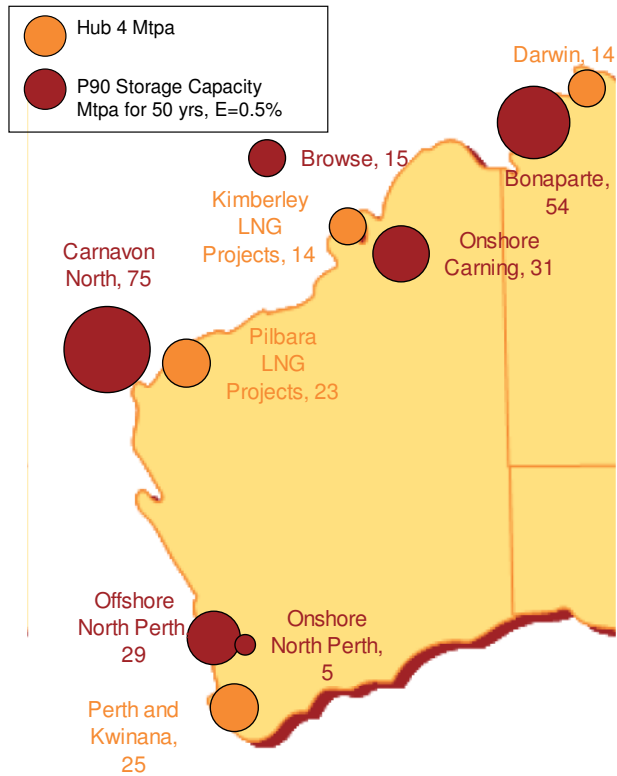 Hub 4 Mtpa
P90 Storage Capacity
Mtpa for 50 yrs, E=0.5%
Darwin, 14
Browse, 15
Bonaparte,
54
Kimberley
LNG
Projects, 14
Onshore
Carning, 31
Carnavon
North, 75
Pilbara
LNG
Projects, 23
Offshore
North Perth
29
Onshore
North Perth,
5
Perth and
Kwinana,
25